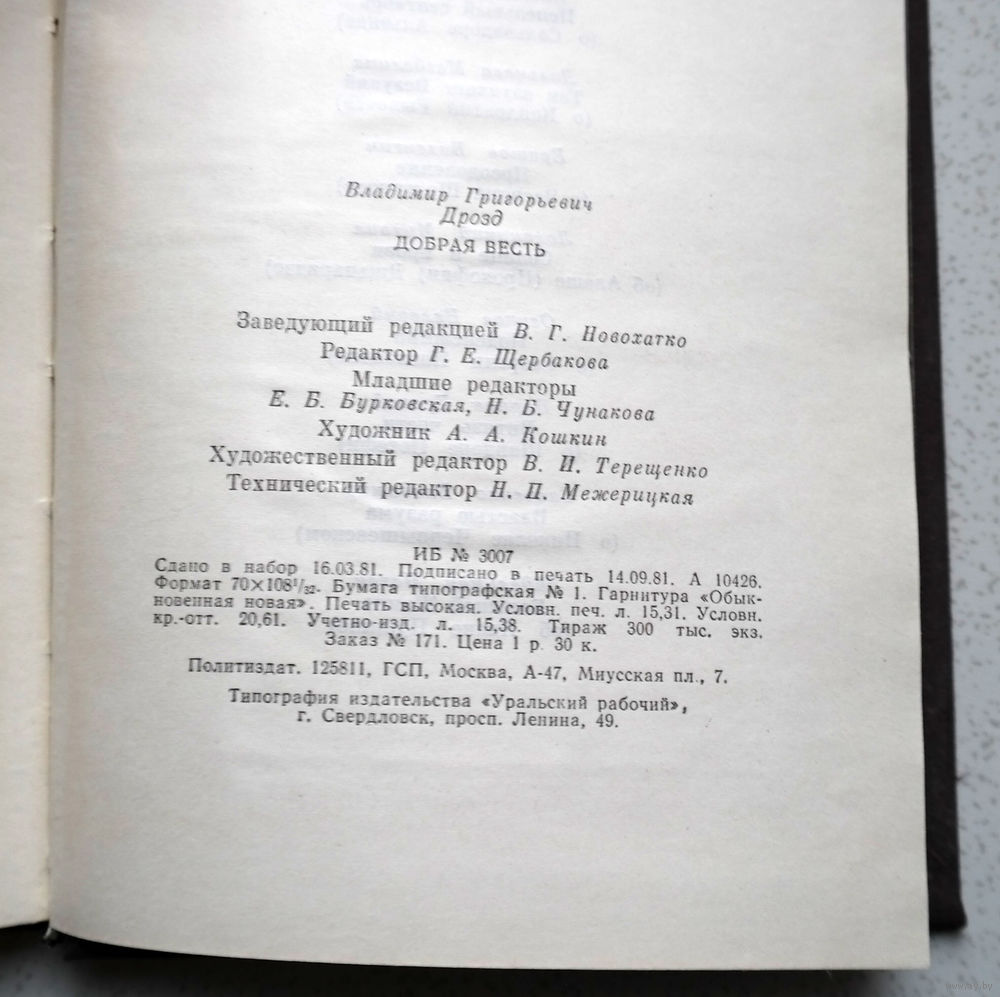 Владимир Григорьевич
Дрозд
ДОБРАЯ ВЕСТЬ
Заведующий редакцией В. Г. Новохатко
Редактор Г. Е. Щербакова
Младшие редакторы
Е. Б. Бурковская, Н. Б. Чунакова
Художник А. А. Кошкин
Художественный редактор В. И. Терещенко
Технический редактор Н. П. Межерицкая
ИБ № 3007
Сдано в набор 16.03.81. Подписано в печать 14.09.81. А 10426.
Формат 70×108¹/₃₂. Бумага типографская № 1. Гарнитура «Обык-
новенная новая». Печать высокая. Условн. печ. л. 15,31. Условн.
кр.-отт. 20,61. Учетно-изд. л. 15,38. Тираж 300 тыс. экз.
Заказ № 171. Цена 1 р. 30 к.
Политиздат. 125811, ГСП, Москва, А-47, Миусская пл., 7.
Типография издательства «Уральский рабочий»,
г. Свердловск, просп. Ленина, 49.